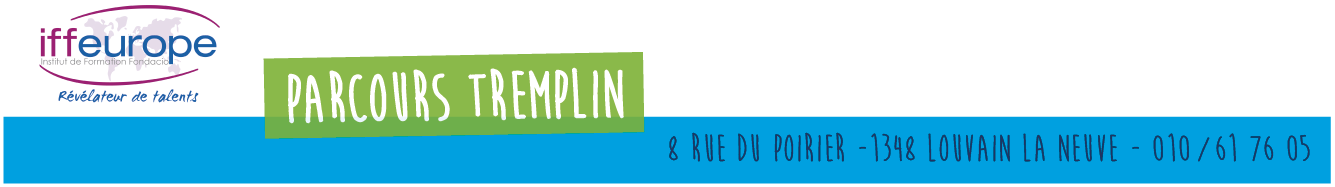 iffeurope
Institut de Formation Fondacio
Révélateur de talents
PARCOURS TREMPLIN
8 RUE DU POIRIER -1348 LOUVAIN LA NEUVE - 010/61 76 05